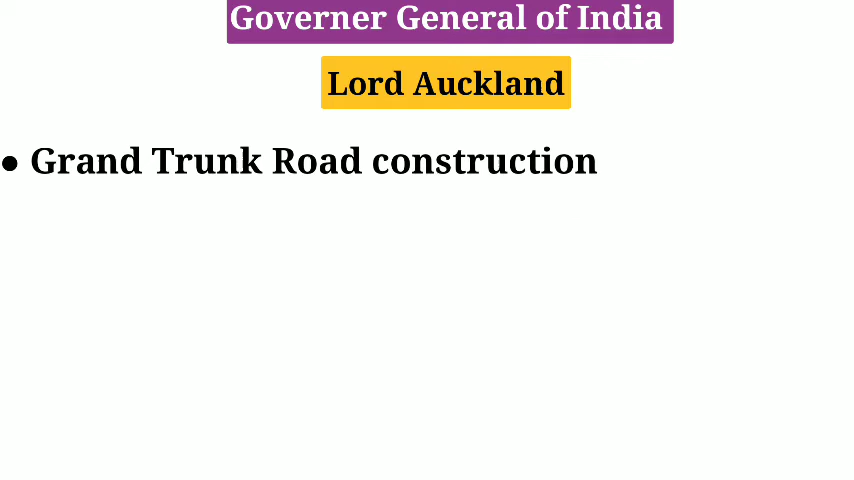 Governer General of India
Lord Auckland
• Grand Trunk Road construction